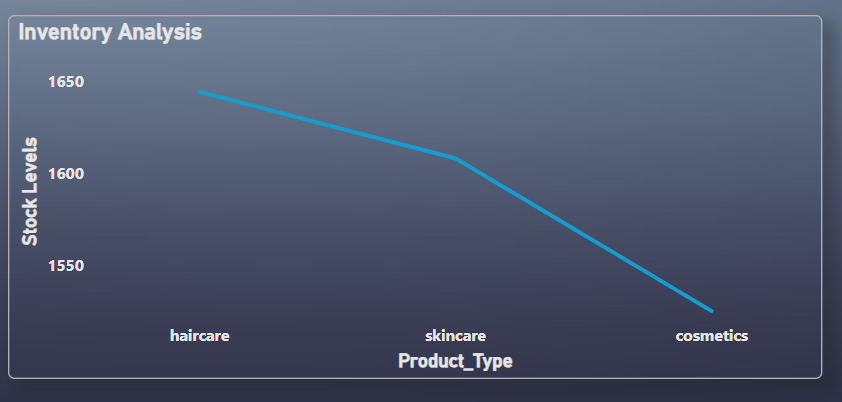 Inventory Analysis
1650
1600
1550
Stock Levels
haircare skincare cosmetics
Product_Type